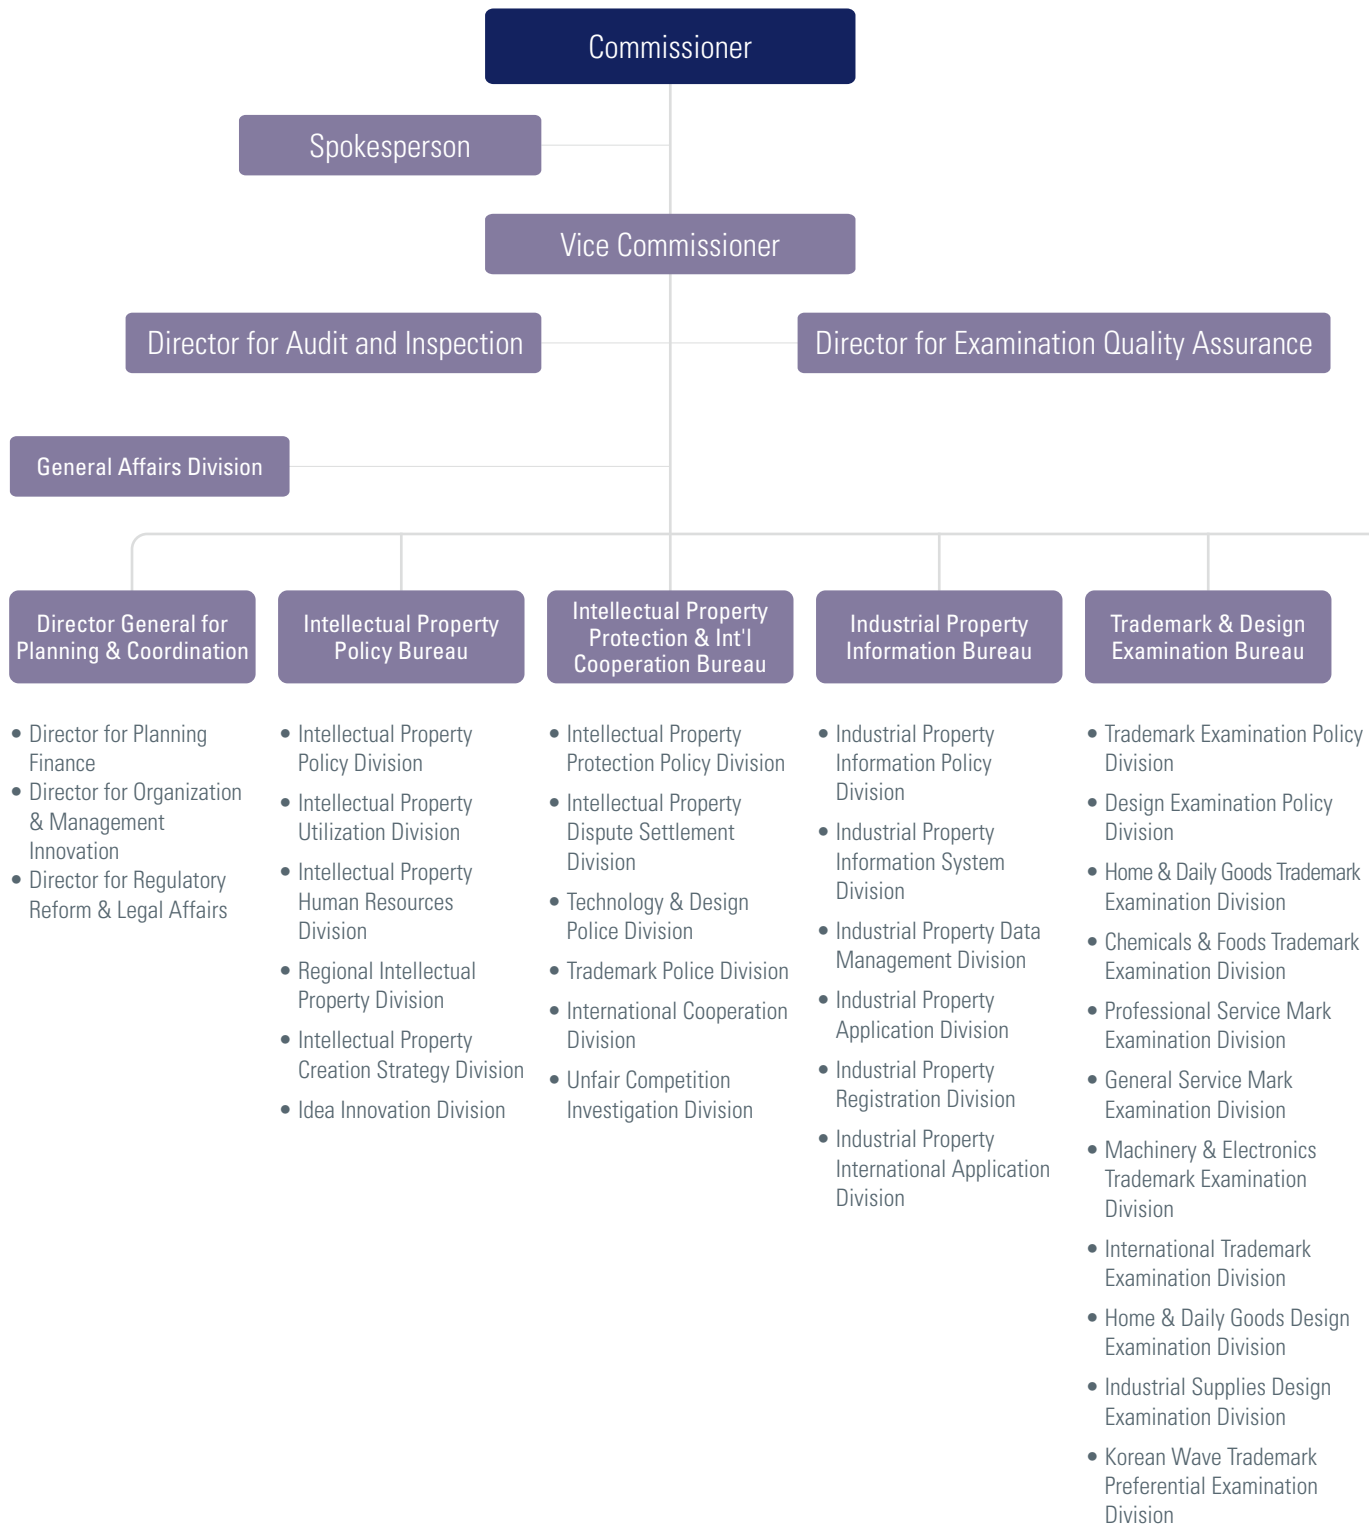 Commissioner
Spokesperson
Vice Commissioner
Director for Audit and Inspection
Director for Examination Quality Assurance
General Affairs Division
Director General for
Planning & Coordination
• Director for Planning
Finance
• Director for Organization
& Management
Innovation
• Director for Regulatory
Reform & Legal Affairs
Intellectual Property
Policy Bureau
• Intellectual Property
Policy Division
• Intellectual Property
Utilization Division
• Intellectual Property
Human Resources
Division
• Regional Intellectual
Property Division
• Intellectual Property
Creation Strategy Division
• Idea Innovation Division
Intellectual Property
Protection & Int'l
Cooperation Bureau
• Intellectual Property
Protection Policy Division
• Intellectual Property
Dispute Settlement
Division
• Technology & Design
Police Division
• Trademark Police Division
• International Cooperation
Division
• Unfair Competition
Investigation Division
Industrial Property
Information Bureau
• Industrial Property
Information Policy
Division
• Industrial Property
Information System
Division
• Industrial Property Data
Management Division
• Industrial Property
Application Division
• Industrial Property
Registration Division
• Industrial Property
International Application
Division
Trademark & Design
Examination Bureau
• Trademark Examination Policy
Division
• Design Examination Policy
Division
• Home & Daily Goods Trademark
Examination Division
• Chemicals & Foods Trademark
Examination Division
• Professional Service Mark
Examination Division
• General Service Mark
Examination Division
• Machinery & Electronics
Trademark Examination
Division
• International Trademark
Examination Division
• Home & Daily Goods Design
Examination Division
• Industrial Supplies Design
Examination Division
• Korean Wave Trademark
Preferential Examination
Division